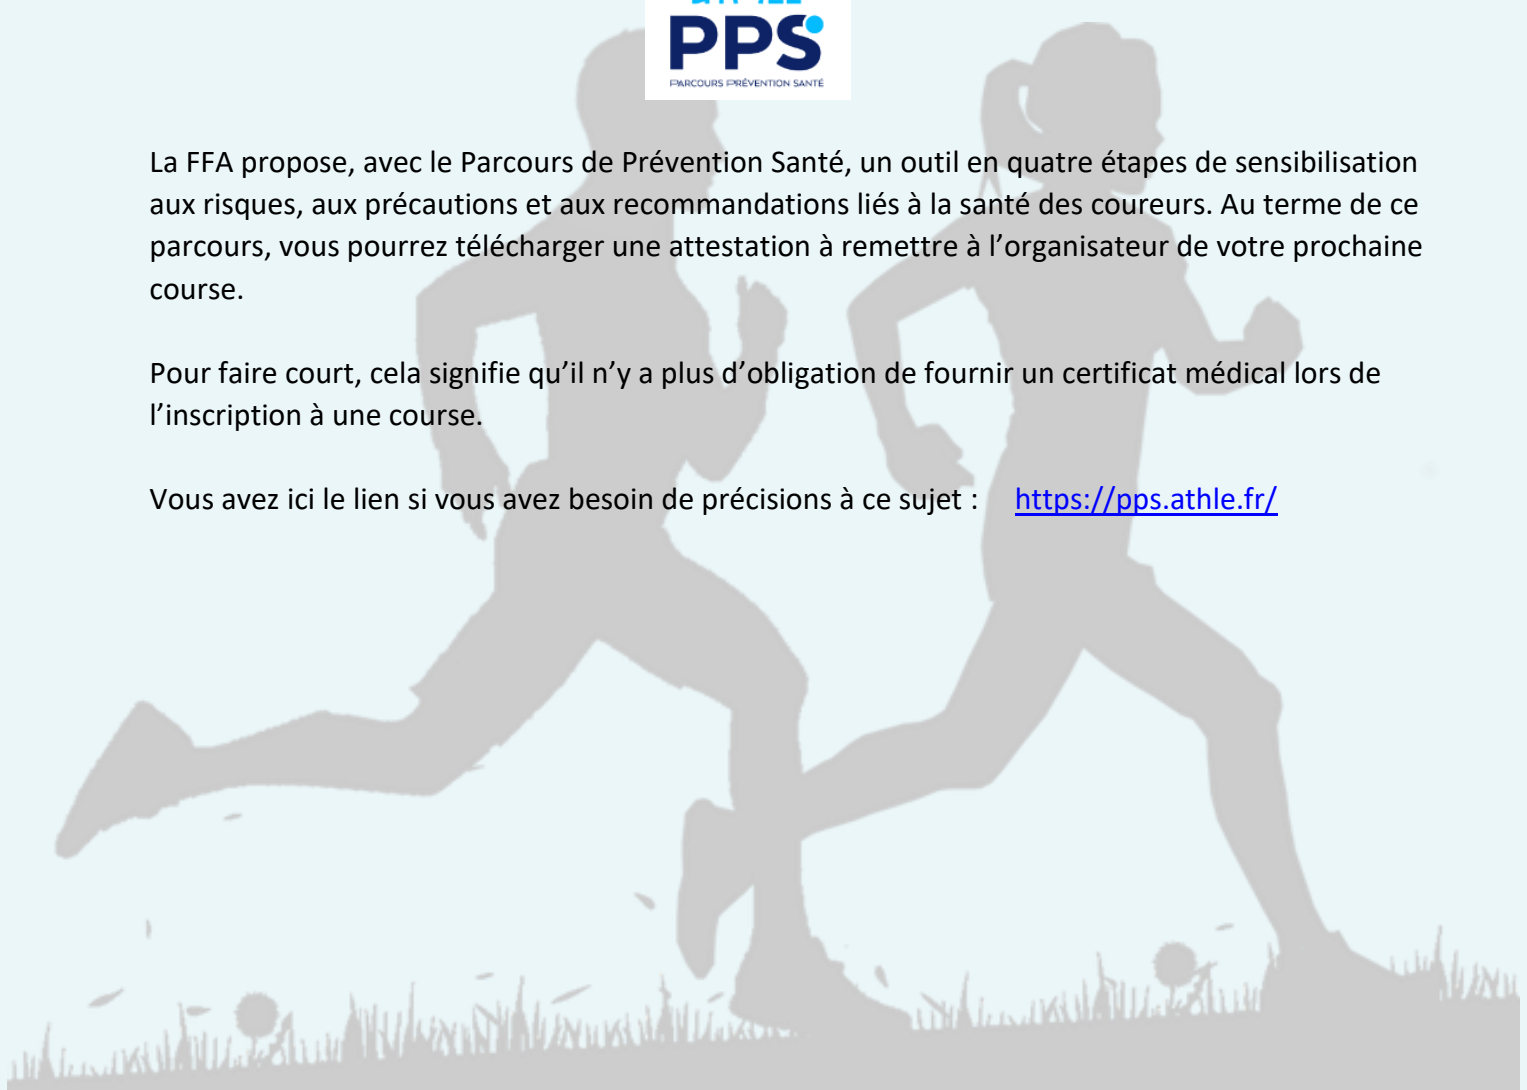 PPS
PARCOURS PRÉVENTION SANTÉ
La FFA propose, avec le Parcours de Prévention Santé, un outil en quatre étapes de sensibilisation
aux risques, aux précautions et aux recommandations liés à la santé des coureurs. Au terme de ce
parcours, vous pourrez télécharger une attestation à remettre à l’organisateur de votre prochaine
course.
Pour faire court, cela signifie qu’il n’y a plus d’obligation de fournir un certificat médical lors de
l’inscription à une course.
Vous avez ici le lien si vous avez besoin de précisions à ce sujet : https://pps.athle.fr/